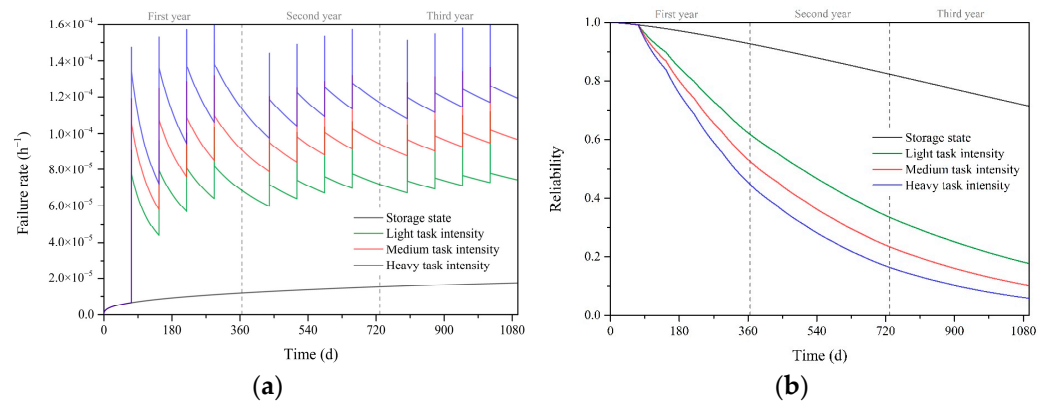 First year Second year Third year
1.6×10⁻⁴
1.4×10⁻⁴
1.2×10⁻⁴
1.0×10⁻⁴
8.0×10⁻⁵
6.0×10⁻⁵
4.0×10⁻⁵
2.0×10⁻⁵
0.0
Failure rate (h⁻¹)
Storage state
Light task intensity
Medium task intensity
Heavy task intensity
0 180 360 540 720 900 1080
Time (d)
(a)
First year Second year Third year
1.0
0.8
0.6
0.4
0.2
0.0
Reliability
Storage state
Light task intensity
Medium task intensity
Heavy task intensity
0 180 360 540 720 900 1080
Time (d)
(b)